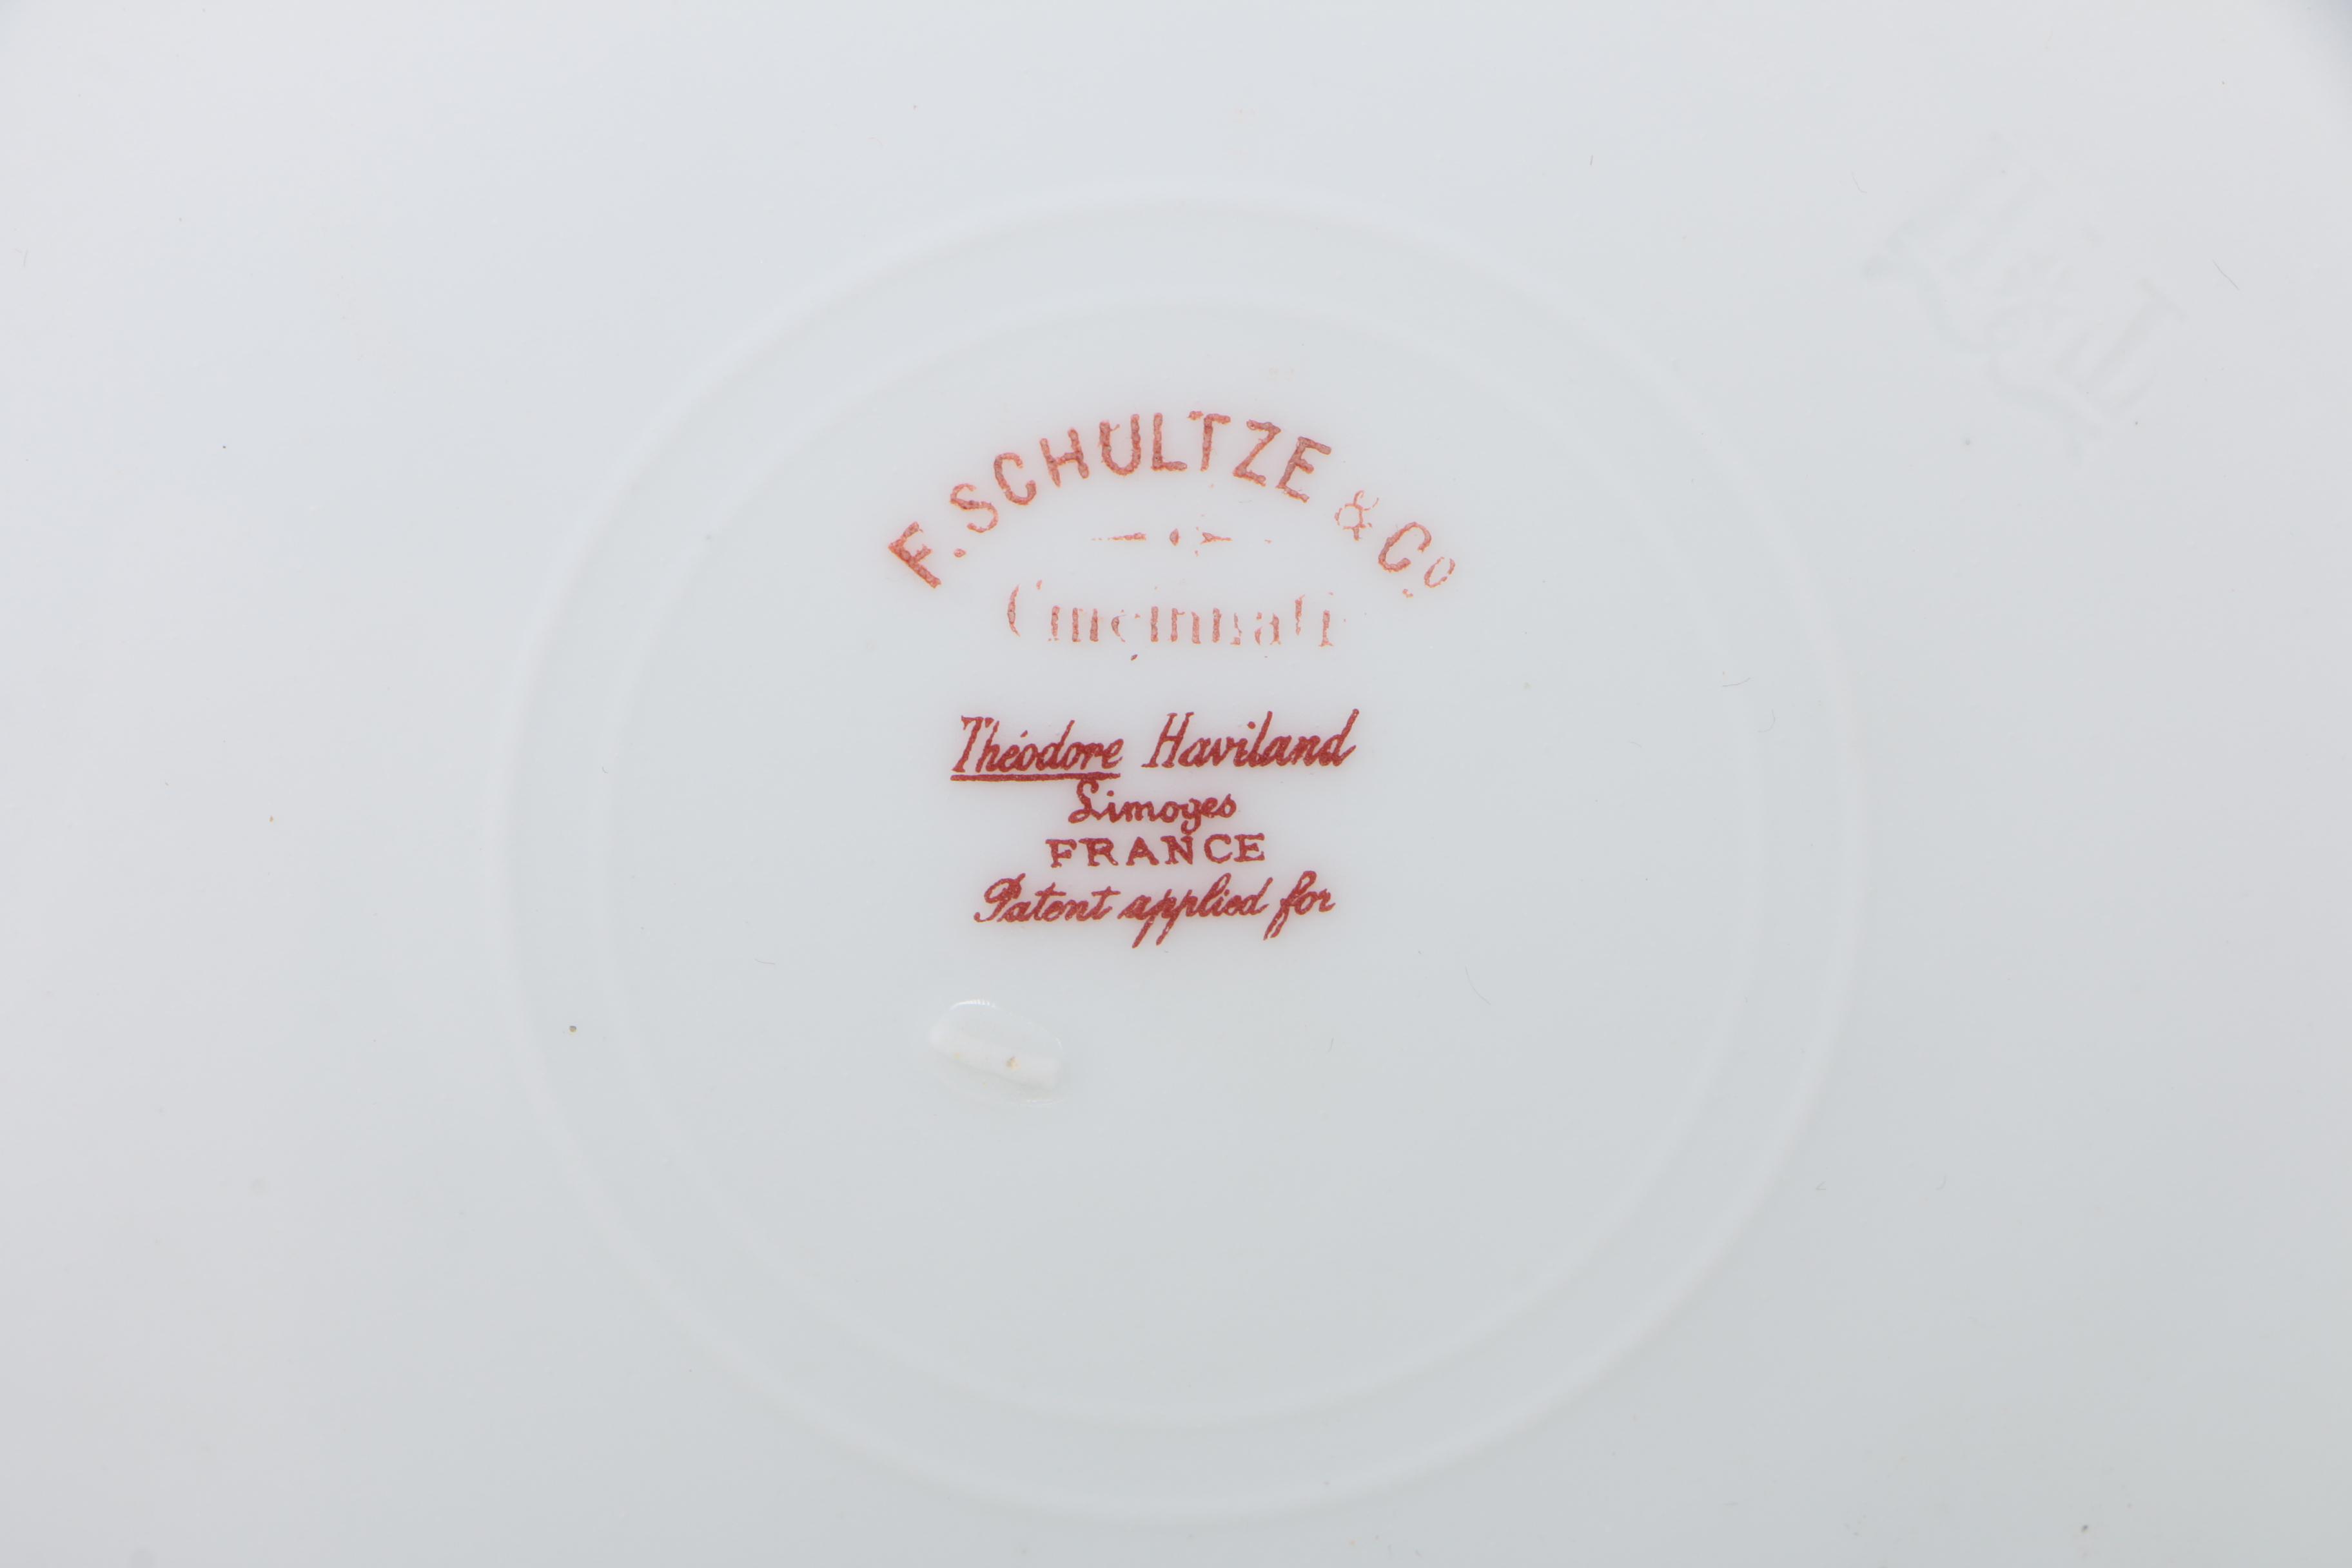 F. SCHULTZE & Co.
Cincinnati
Théodore Haviland
Limoges
FRANCE
Patent applied for